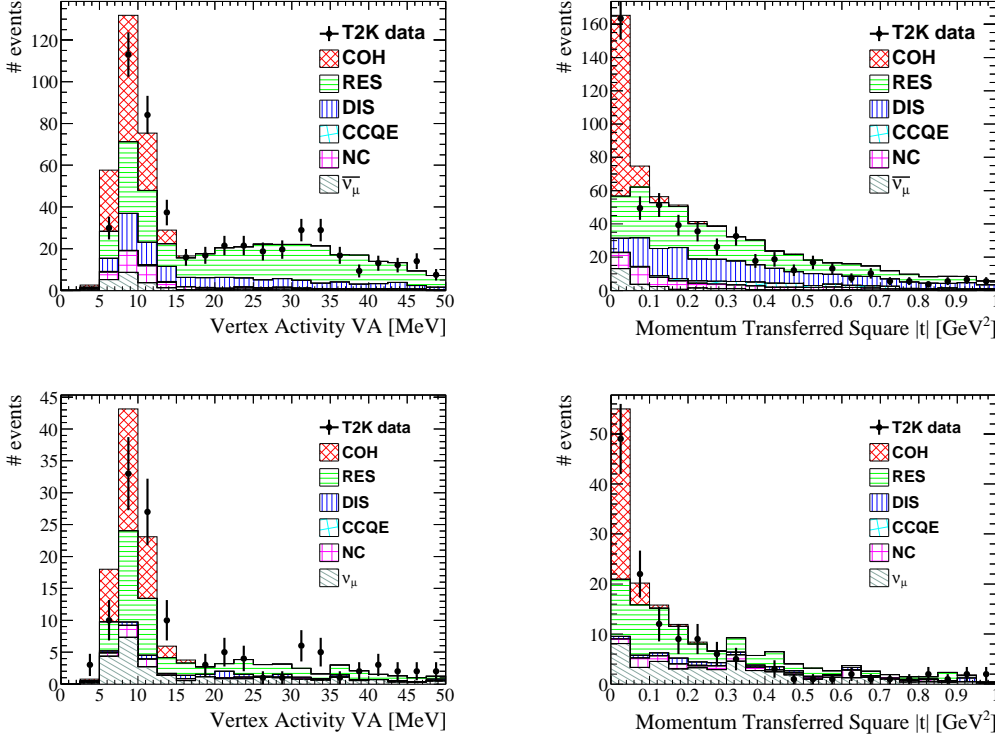 # events
120
100
80
60
40
20
0
T2K data
COH
RES
DIS
CCQE
NC
ν̅μ
0 5 10 15 20 25 30 35 40 45 50
Vertex Activity VA [MeV]
# events
160
140
120
100
80
60
40
20
0
T2K data
COH
RES
DIS
CCQE
NC
ν̅μ
0 0.1 0.2 0.3 0.4 0.5 0.6 0.7 0.8 0.9 1
Momentum Transferred Square |t| [GeV²]
# events
45
40
35
30
25
20
15
10
5
0
T2K data
COH
RES
DIS
CCQE
NC
νμ
0 5 10 15 20 25 30 35 40 45 50
Vertex Activity VA [MeV]
# events
50
40
30
20
10
0
T2K data
COH
RES
DIS
CCQE
NC
νμ
0 0.1 0.2 0.3 0.4 0.5 0.6 0.7 0.8 0.9 1
Momentum Transferred Square |t| [GeV²]